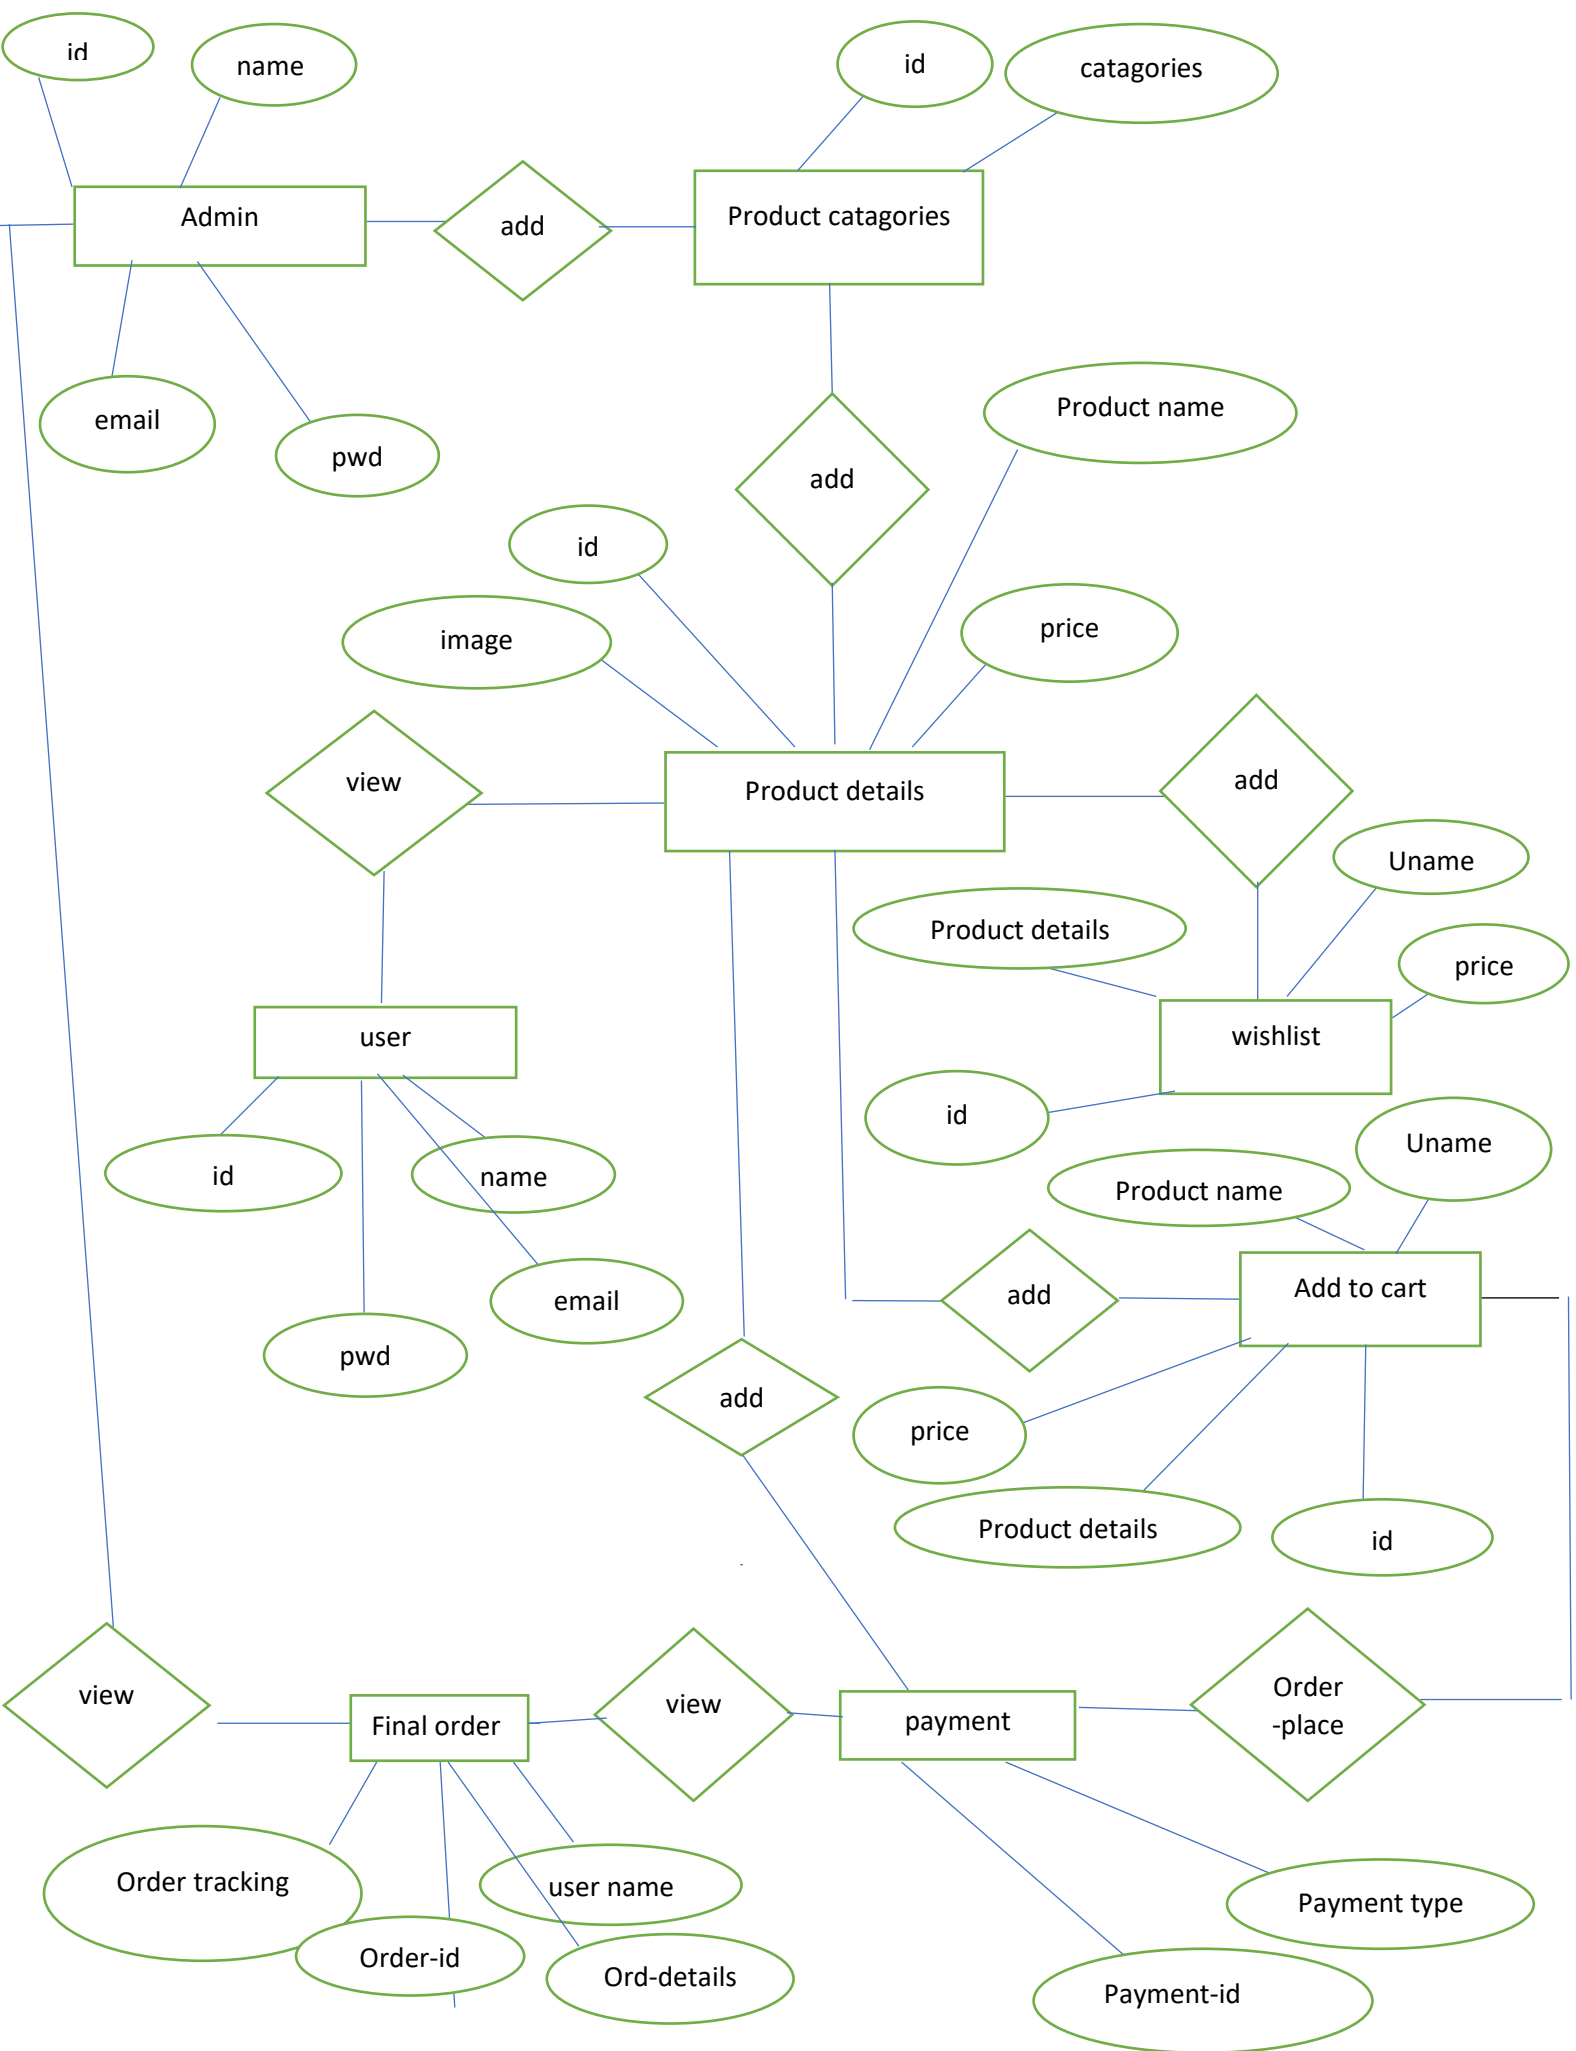 id
name
id
catagories
Admin
add
Product catagories
email
pwd
Product name
add
id
image
price
view
Product details
add
Uname
Product details
price
user
wishlist
id
Uname
id
name
Product name
email
add
Add to cart
pwd
add
price
Product details
id
view
Final order
view
payment
Order
-place
Order tracking
user name
Payment type
Order-id
Ord-details
Payment-id